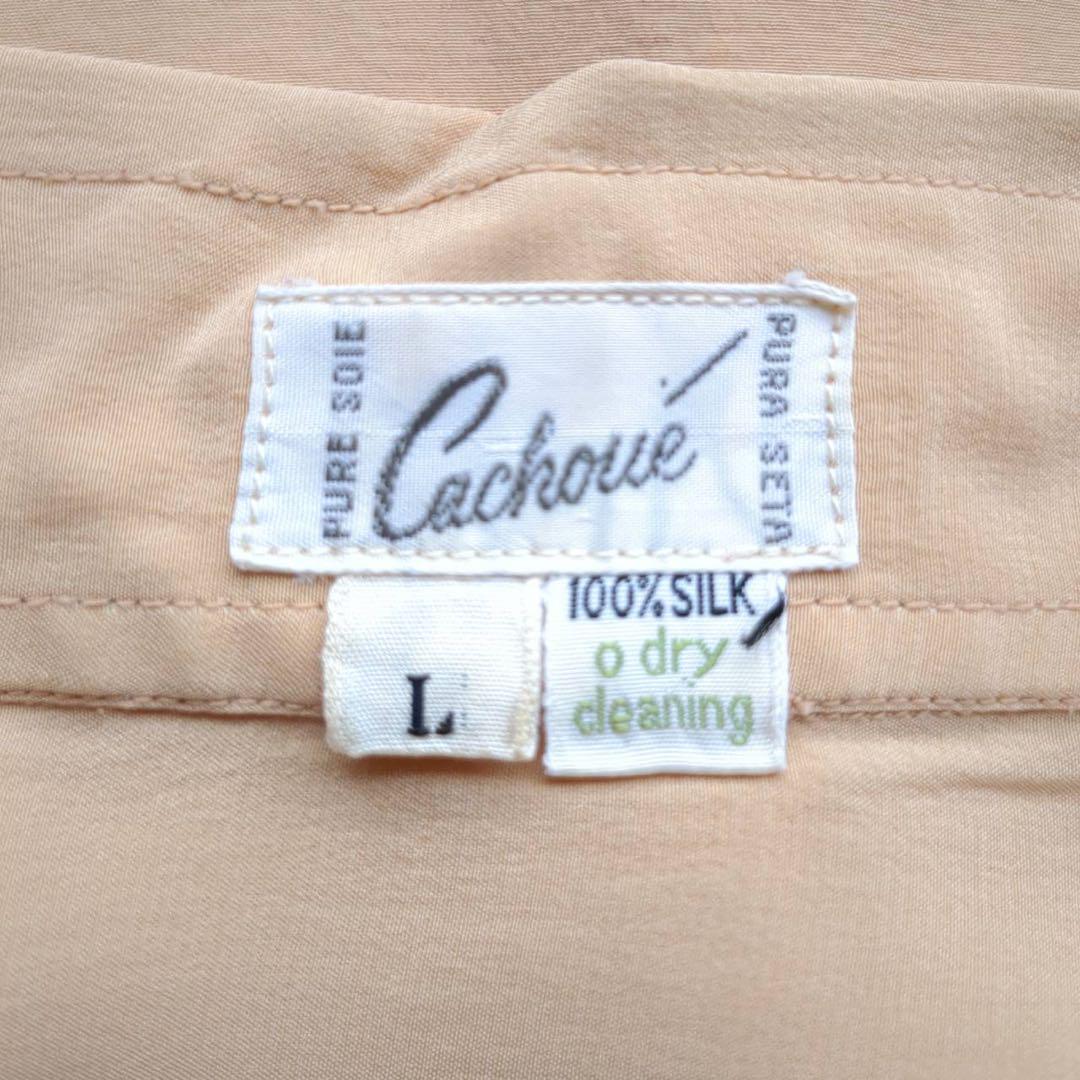 PURE SOIE
Cachoué
PURA SETA
L
100% SILK
o dry
cleaning